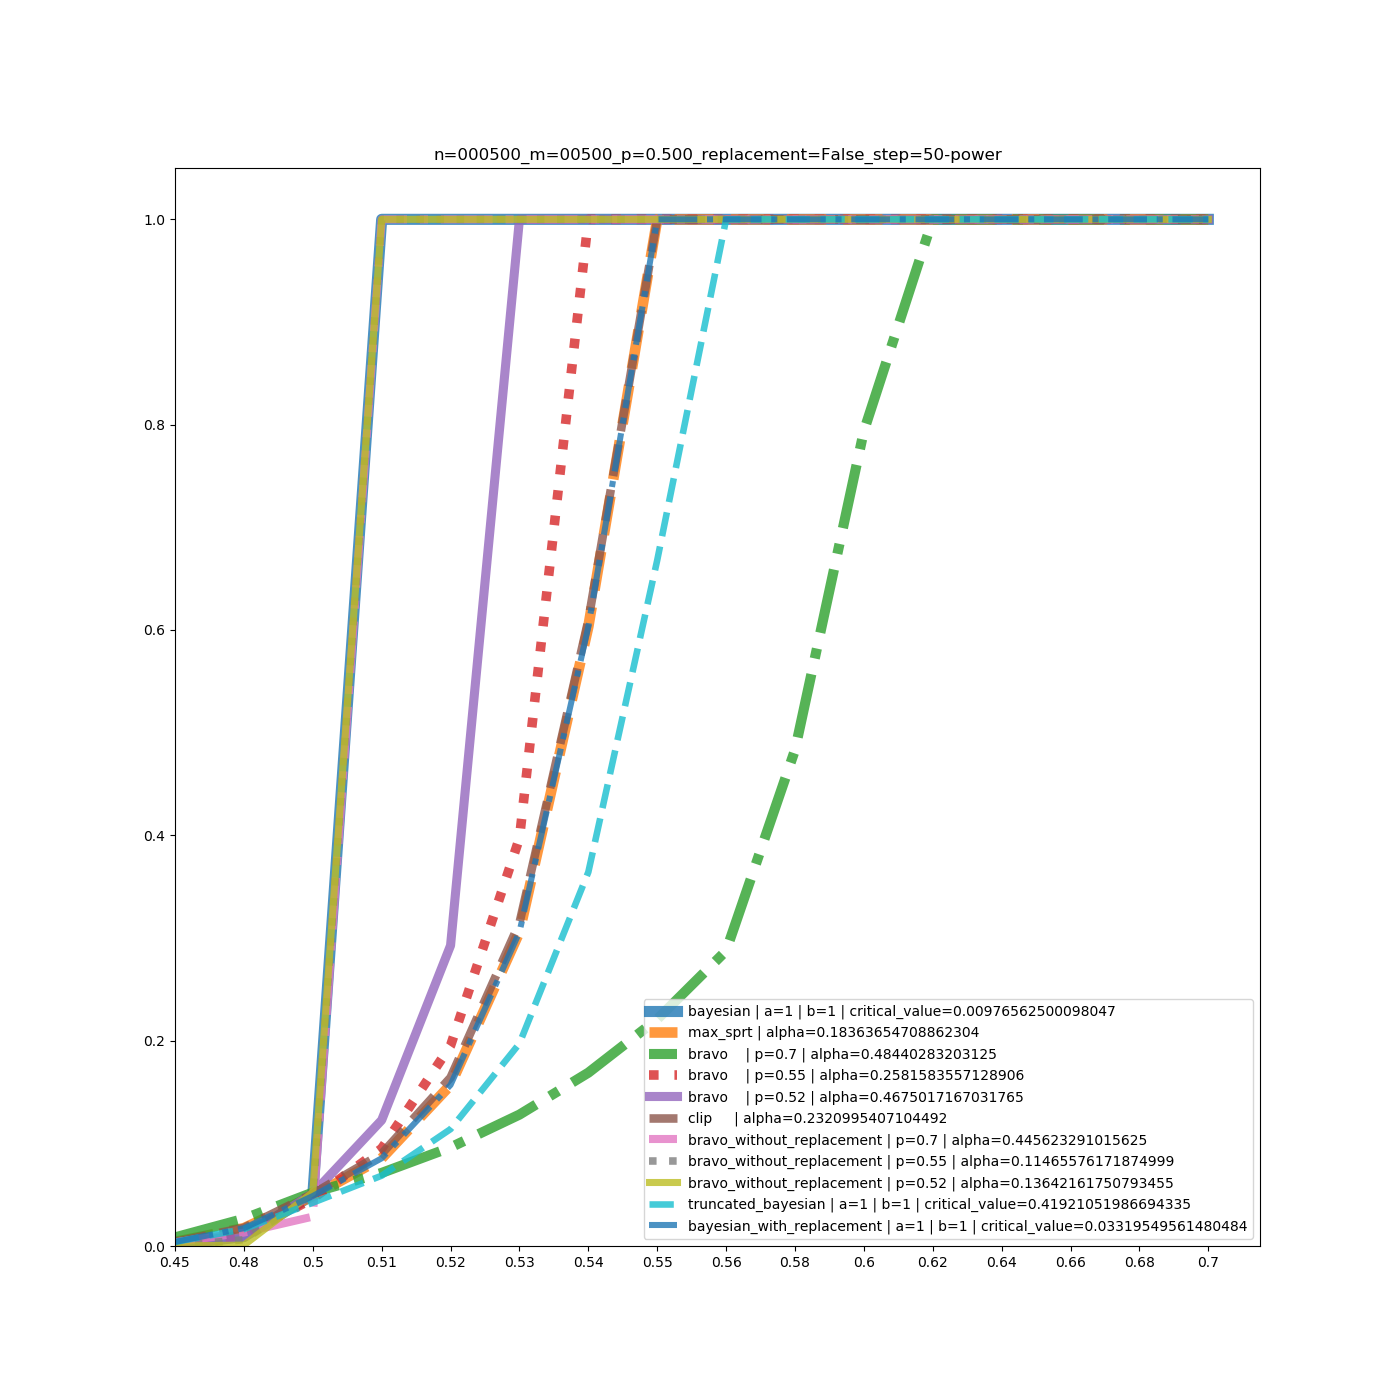 n=000500_m=00500_p=0.500_replacement=False_step=50-power
1.0
0.8
0.6
0.4
0.2
0.0
bayesian | a=1 | b=1 | critical_value=0.00976562500098047
max_sprt | alpha=0.18363654708862304
bravo | p=0.7 | alpha=0.48440283203125
bravo | p=0.55 | alpha=0.2581583557128906
bravo | p=0.52 | alpha=0.4675017167031765
clip | alpha=0.2320995407104492
bravo_without_replacement | p=0.7 | alpha=0.445623291015625
bravo_without_replacement | p=0.55 | alpha=0.11465576171874999
bravo_without_replacement | p=0.52 | alpha=0.13642161750793455
truncated_bayesian | a=1 | b=1 | critical_value=0.41921051986694335
bayesian_with_replacement | a=1 | b=1 | critical_value=0.03319549561480484
0.45 0.48 0.5 0.51 0.52 0.53 0.54 0.55 0.56 0.58 0.6 0.62 0.64 0.66 0.68 0.7